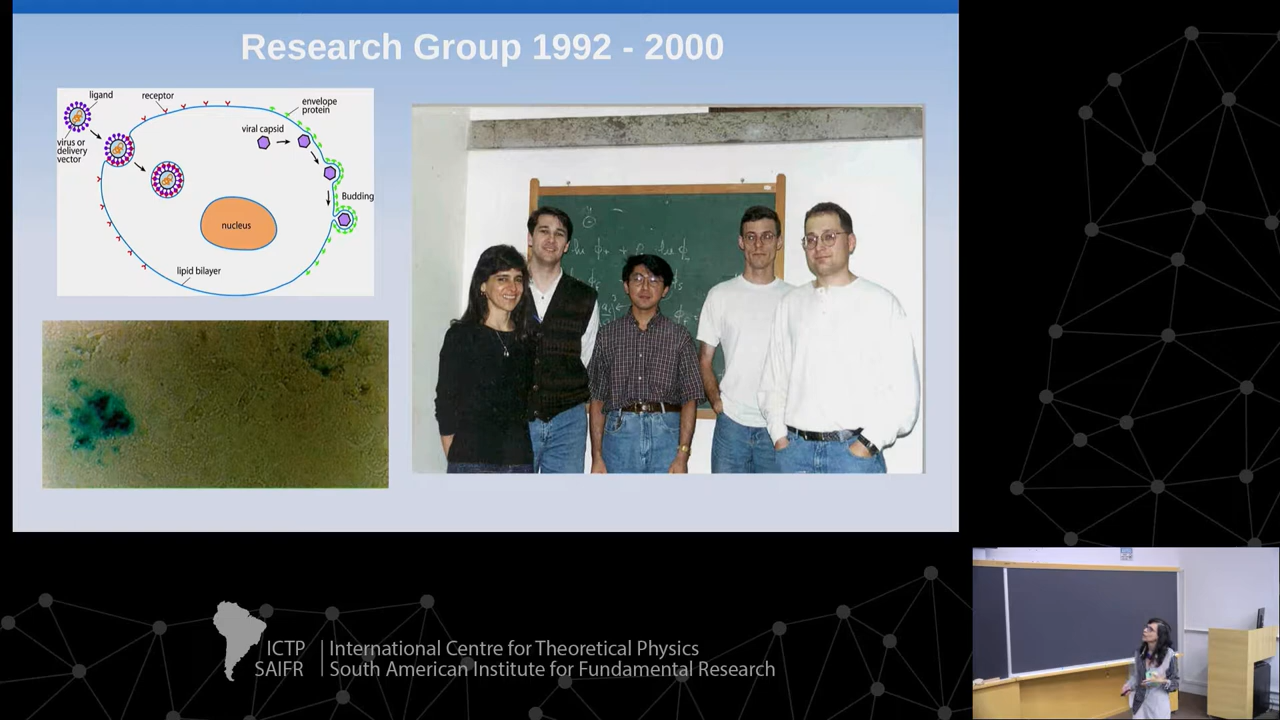 Research Group 1992 - 2000
ligand
receptor
envelope
protein
viral capsid
virus or
delivery
vector
Budding
nucleus
lipid bilayer
ICTP
SAIFR
International Centre for Theoretical Physics
South American Institute for Fundamental Research